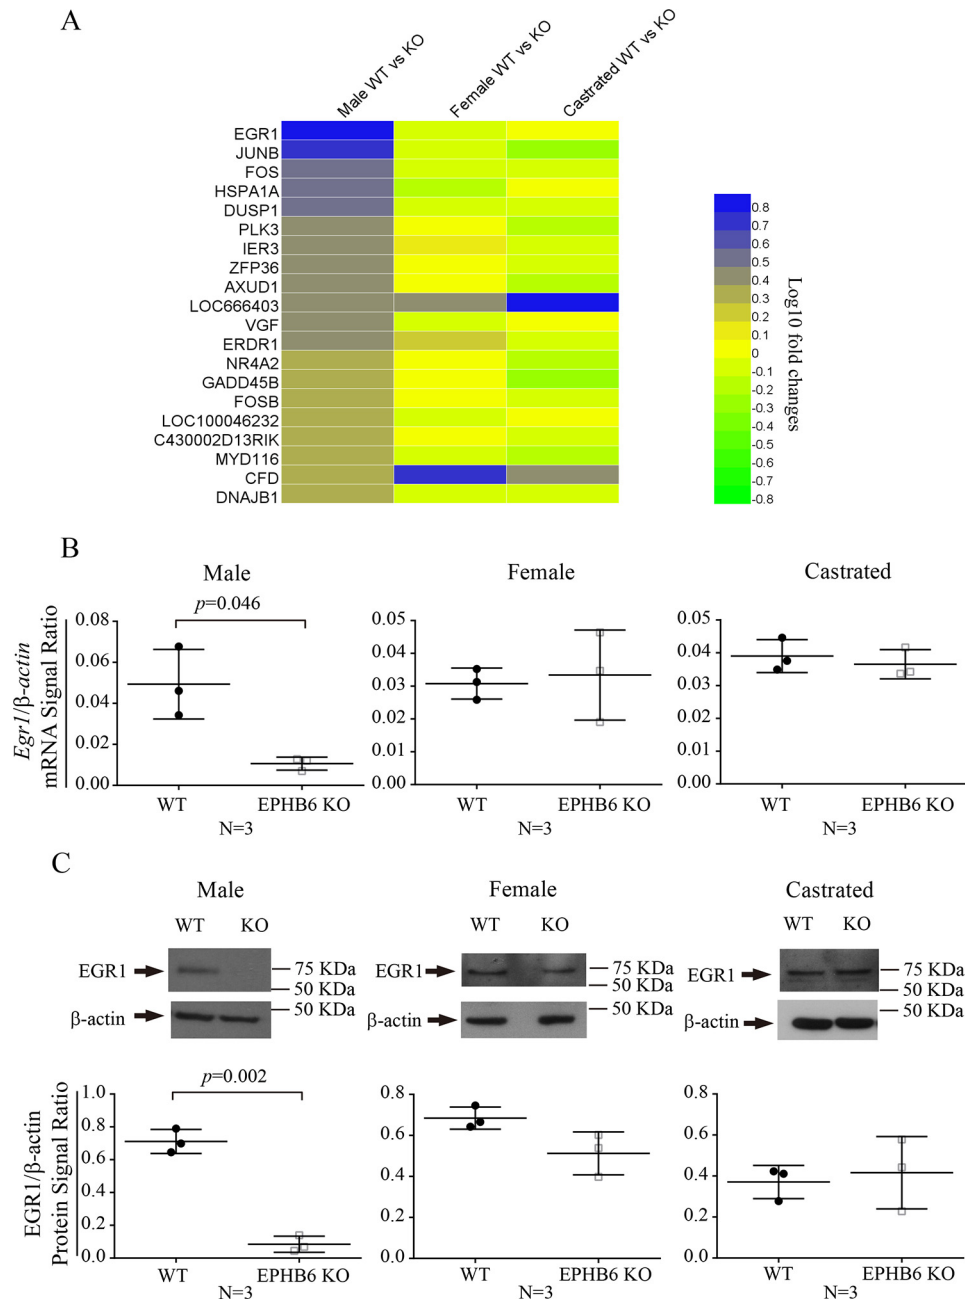 A
Male WT vs KO
Female WT vs KO
Castrated WT vs KO
EGR1
JUNB
FOS
HSPA1A
DUSP1
PLK3
IER3
ZFP36
AXUD1
LOC666403
VGF
ERDR1
NR4A2
GADD45B
FOSB
LOC100046232
C430002D13RIK
MYD116
CFD
DNAJB1
0.8
0.7
0.6
0.5
0.4
0.3
0.2
0.1
0
-0.1
-0.2
-0.3
-0.4
-0.5
-0.6
-0.8
Log10 fold changes
B
Male
Female
Castrated
Egr1/β-actin
mRNA Signal Ratio
p=0.046
0.08
0.06
0.04
0.02
0.00
WT
EPHB6 KO
N=3
0.05
0.04
0.03
0.02
0.01
0.00
WT
EPHB6 KO
N=3
0.05
0.04
0.03
0.02
0.01
0.00
WT
EPHB6 KO
N=3
C
Male
Female
Castrated
WT KO
WT KO
WT KO
EGR1
75 KDa
50 KDa
β-actin
50 KDa
EGR1
75 KDa
50 KDa
β-actin
50 KDa
EGR1
75 KDa
50 KDa
β-actin
50 KDa
EGR1/β-actin
Protein Signal Ratio
p=0.002
1.0
0.8
0.6
0.4
0.2
0.0
WT
EPHB6 KO
N=3
0.8
0.6
0.4
0.2
0.0
WT
EPHB6 KO
N=3
0.8
0.6
0.4
0.2
0.0
WT
EPHB6 KO
N=3